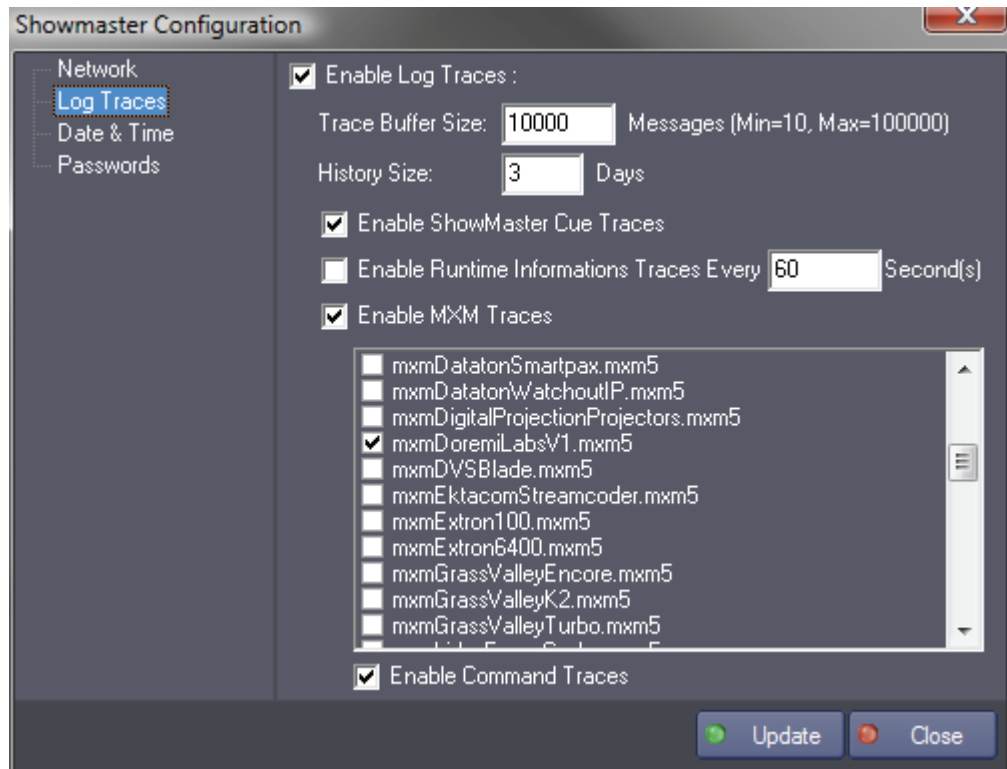 Showmaster Configuration
Network
Log Traces
Date & Time
Passwords
Enable Log Traces :
Trace Buffer Size: 10000 Messages (Min=10, Max=100000)
History Size: 3 Days
Enable ShowMaster Cue Traces
Enable Runtime Informations Traces Every 60 Second(s)
Enable MXM Traces
mxmDatatonSmartpax.mxm5
mxmDatatonWatchoutIP.mxm5
mxmDigitalProjectionProjectors.mxm5
mxmDoremiLabsV1.mxm5
mxmDVSBlade.mxm5
mxmEktacomStreamcoder.mxm5
mxmExtron100.mxm5
mxmExtron6400.mxm5
mxmGrassValleyEncore.mxm5
mxmGrassValleyK2.mxm5
mxmGrassValleyTurbo.mxm5
Enable Command Traces
Update
Close